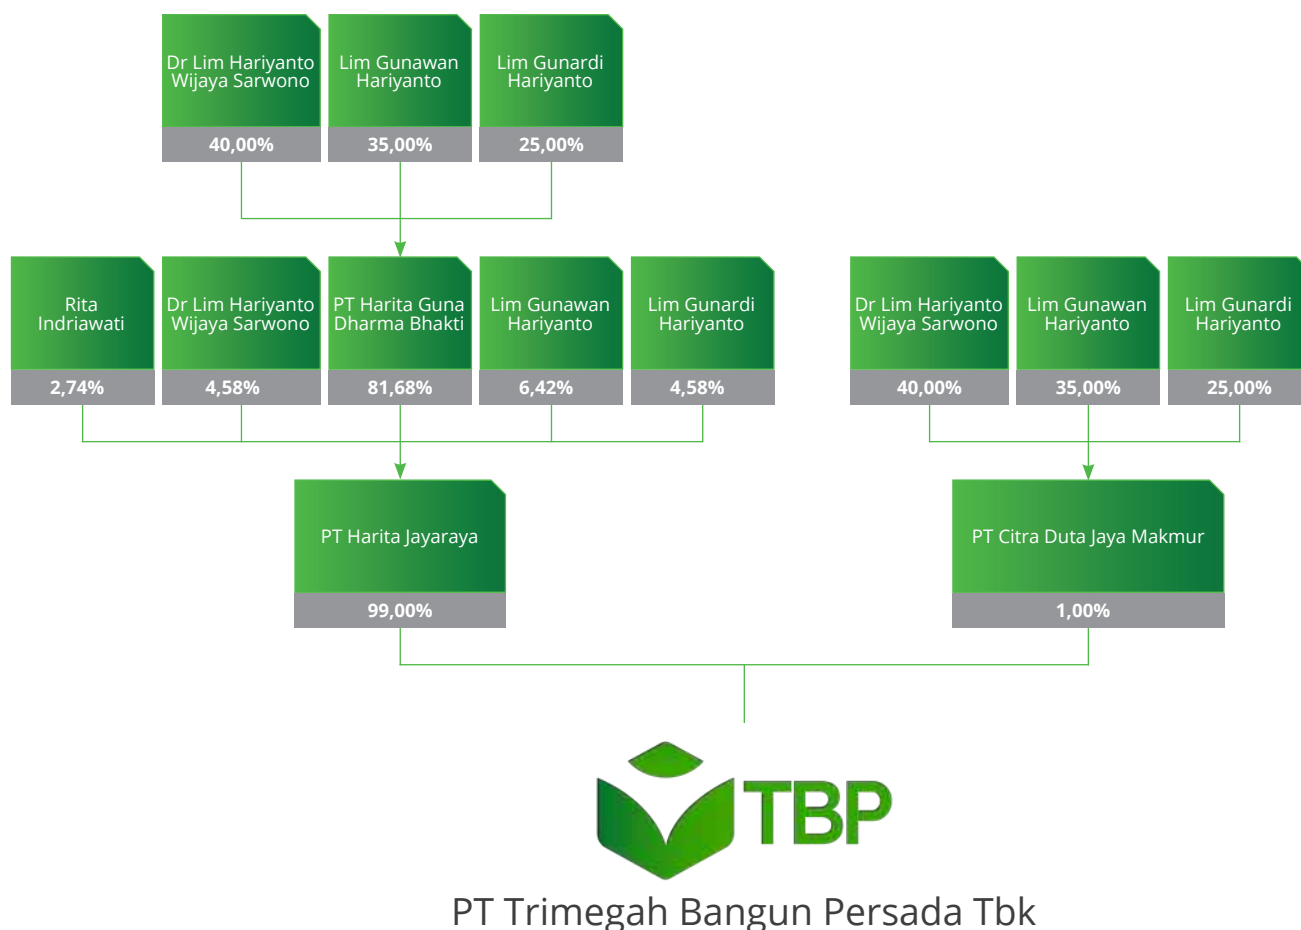 Dr Lim Hariyanto
Wijaya Sarwono
40,00%
Lim Gunawan
Hariyanto
35,00%
Lim Gunardi
Hariyanto
25,00%
Rita
Indriawati
2,74%
Dr Lim Hariyanto
Wijaya Sarwono
4,58%
PT Harita Guna
Dharma Bhakti
81,68%
Lim Gunawan
Hariyanto
6,42%
Lim Gunardi
Hariyanto
4,58%
Dr Lim Hariyanto
Wijaya Sarwono
40,00%
Lim Gunawan
Hariyanto
35,00%
Lim Gunardi
Hariyanto
25,00%
PT Harita Jayaraya
99,00%
PT Citra Duta Jaya Makmur
1,00%
TBP
PT Trimegah Bangun Persada Tbk